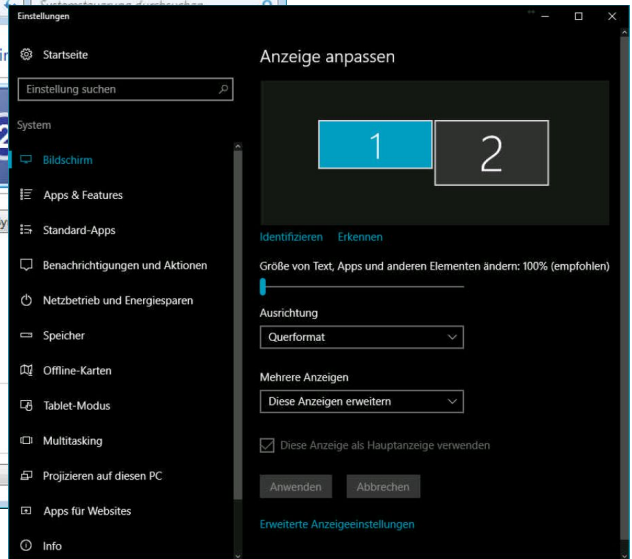 Systemsteuerung durchsuchen
Einstellungen
Startseite
Einstellung suchen
System
Bildschirm
Apps & Features
Standard-Apps
Benachrichtigungen und Aktionen
Netzbetrieb und Energiesparen
Speicher
Offline-Karten
Tablet-Modus
Multitasking
Projizieren auf diesen PC
Apps für Websites
Info
Anzeige anpassen
1 2
Identifizieren Erkennen
Größe von Text, Apps und anderen Elementen ändern: 100% (empfohlen)
Ausrichtung
Querformat
Mehrere Anzeigen
Diese Anzeigen erweitern
Diese Anzeige als Hauptanzeige verwenden
Anwenden Abbrechen
Erweiterte Anzeigeeinstellungen